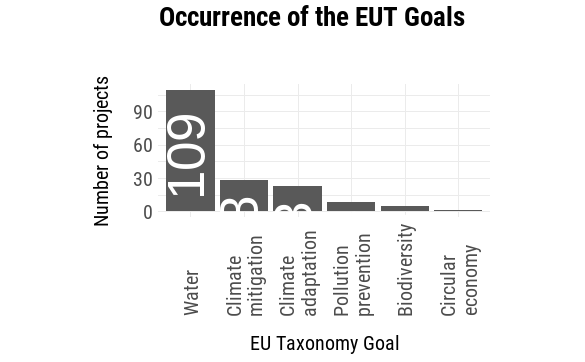 Occurrence of the EUT Goals
Number of projects
90
60
30
0
109
Water
Climate
mitigation
Climate
adaptation
Pollution
prevention
Biodiversity
Circular
economy
EU Taxonomy Goal